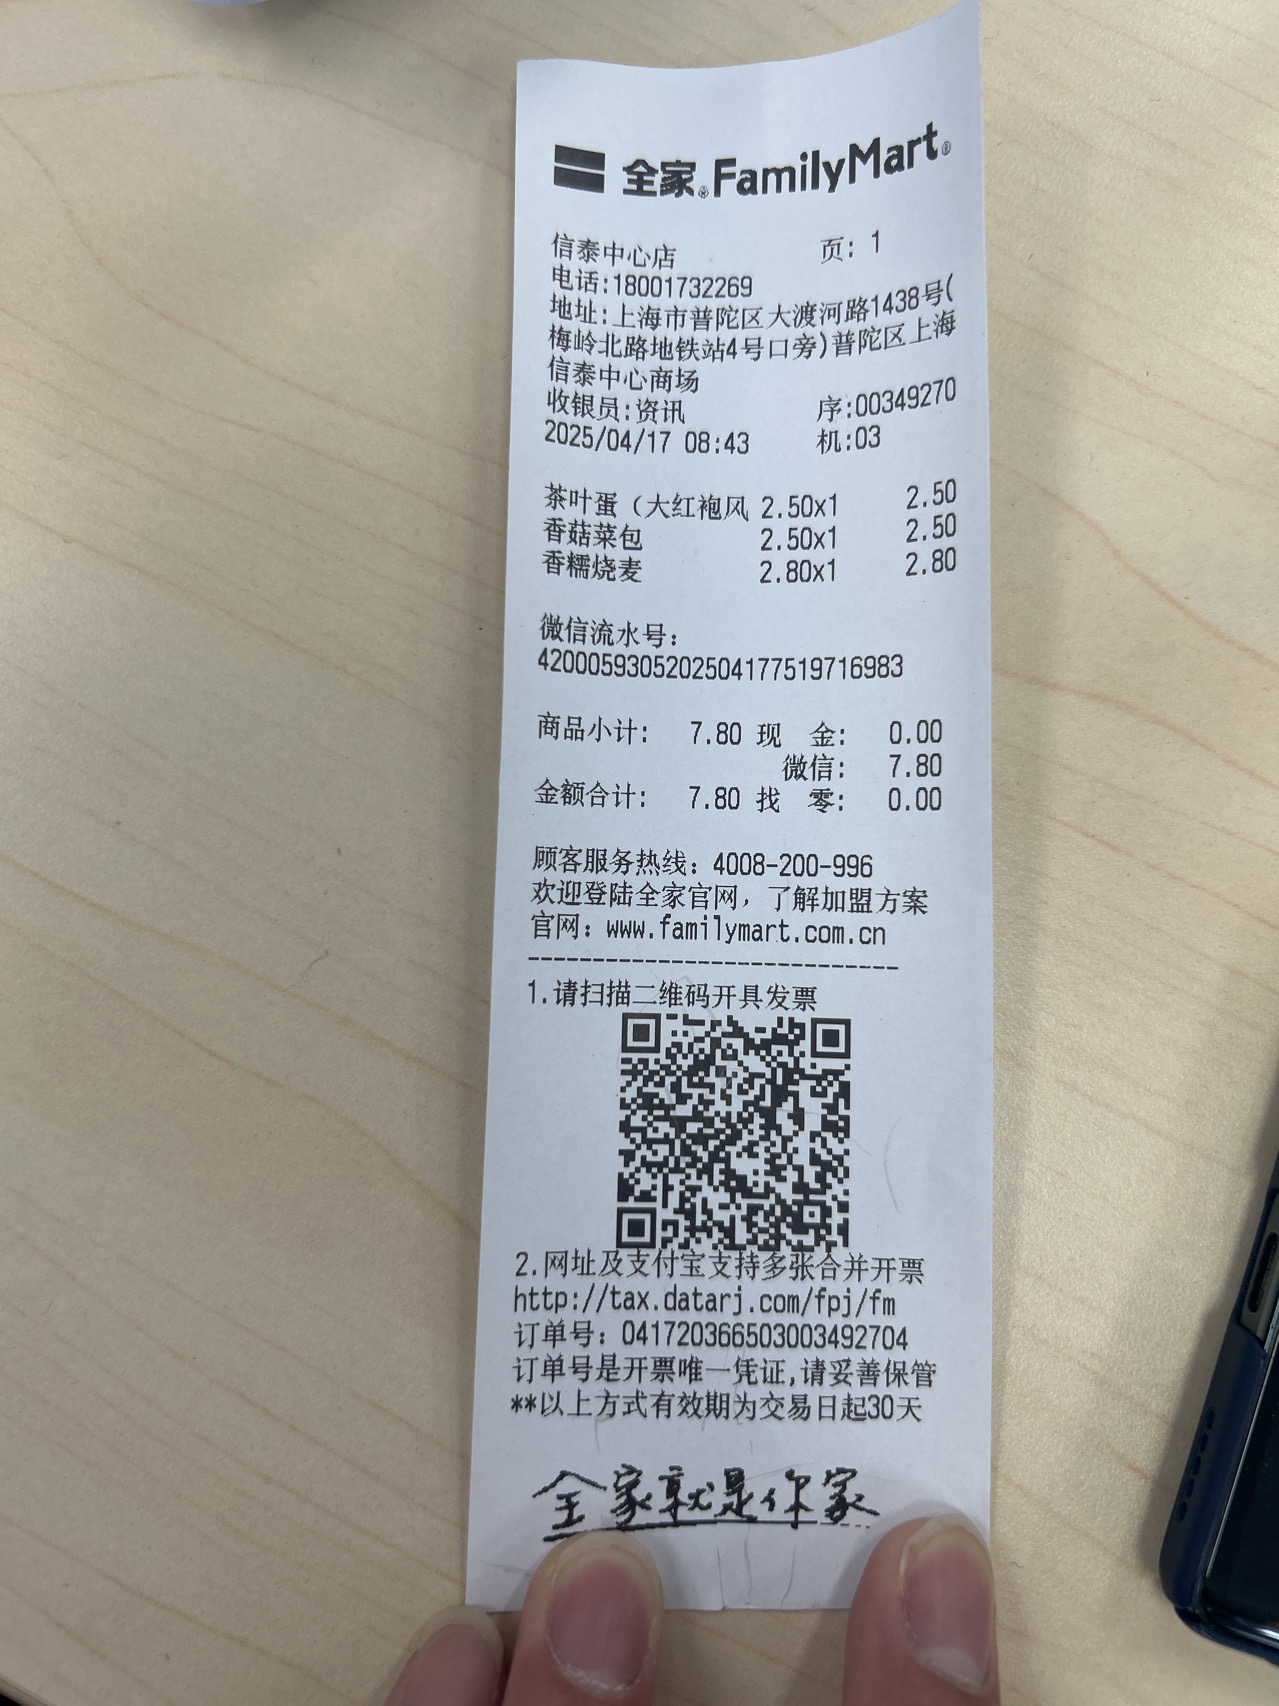 全家® FamilyMart®
信泰中心店 页: 1
电话:18001732269
地址:上海市普陀区大渡河路1438号(
梅岭北路地铁站4号口旁)普陀区上海
信泰中心商场
收银员:资讯 序:00349270
2025/04/17 08:43 机:03
茶叶蛋（大红袍风 2.50x1 2.50
香菇菜包 2.50x1 2.50
香糯烧麦 2.80x1 2.80
微信流水号:
4200059305202504177519716983
商品小计: 7.80 现 金: 0.00
微信: 7.80
金额合计: 7.80 找 零: 0.00
顾客服务热线: 4008-200-996
欢迎登陆全家官网, 了解加盟方案
官网: www.familymart.com.cn
----------------------------
1.请扫描二维码开具发票
2.网址及支付宝支持多张合并开票
http://tax.datarj.com/fpj/fm
订单号: 041720366503003492704
订单号是开票唯一凭证,请妥善保管
**以上方式有效期为交易日起30天
全家就是你家